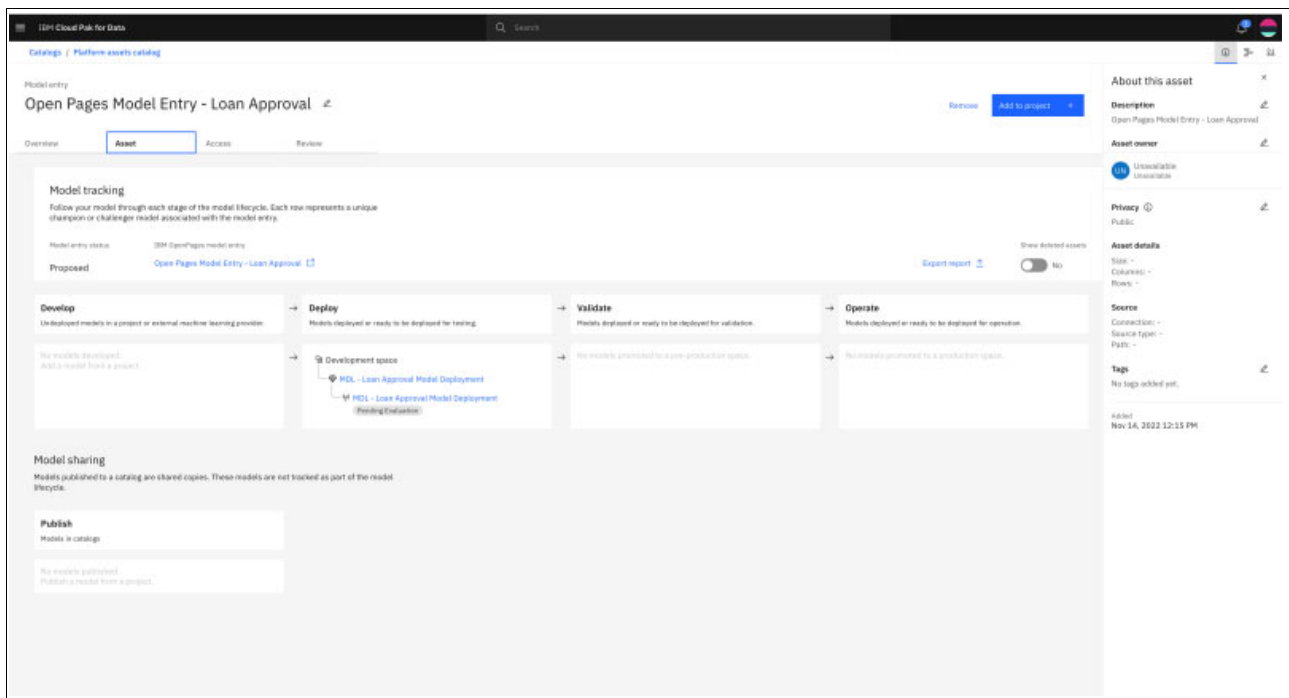 IBM Cloud Pak for Data
Search
Catalogs / Platform assets catalog
Model entry
Open Pages Model Entry - Loan Approval
Remove
Add to project +
Overview
Asset
Access
Review
Model tracking
Follow your model through each stage of the model lifecycle. Each row represents a unique
champion or challenger model associated with the model entry.
Model entry status
IBM OpenPages model entry
Show deleted assets
Proposed
Open Pages Model Entry - Loan Approval
Export report
No
Develop
Undeployed models in a project or external machine learning provider.
Deploy
Models deployed or ready to be deployed for testing.
Validate
Models deployed or ready to be deployed for validation.
Operate
Models deployed or ready to be deployed for operation.
No models developed.
Add a model from a project.
Development space
MDL - Loan Approval Model Deployment
MDL - Loan Approval Model Deployment
Pending Evaluation
No models promoted to a pre-production space.
No models promoted to a production space.
Model sharing
Models published to a catalog are shared copies. These models are not tracked as part of the model
lifecycle.
Publish
Models in catalogs
No models published.
Publish a model from a project.
About this asset
×
Description
Open Pages Model Entry - Loan Approval
Asset owner
UN
Unavailable
Unavailable
Privacy
Public
Asset details
Size: -
Columns: -
Rows: -
Source
Connection: -
Source type: -
Path: -
Tags
No tags added yet.
Added
Nov 14, 2022 12:15 PM